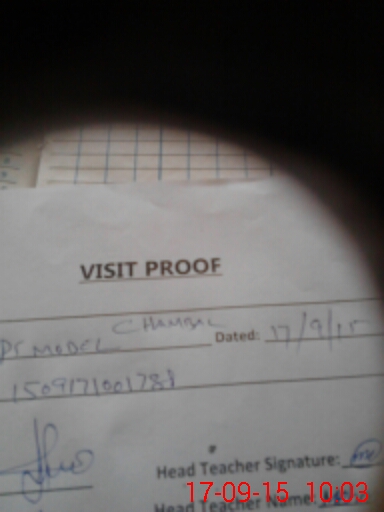 VISIT PROOF
CHAMBAL
PS MODEL Dated: 17/9/15
Head Teacher Signature:
Head Teacher Name:
17-09-15 10:03